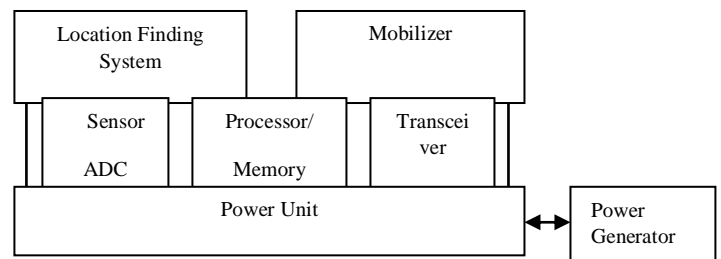 Location Finding
System
Mobilizer
Sensor
ADC
Processor/
Memory
Transcei
ver
Power Unit
Power
Generator